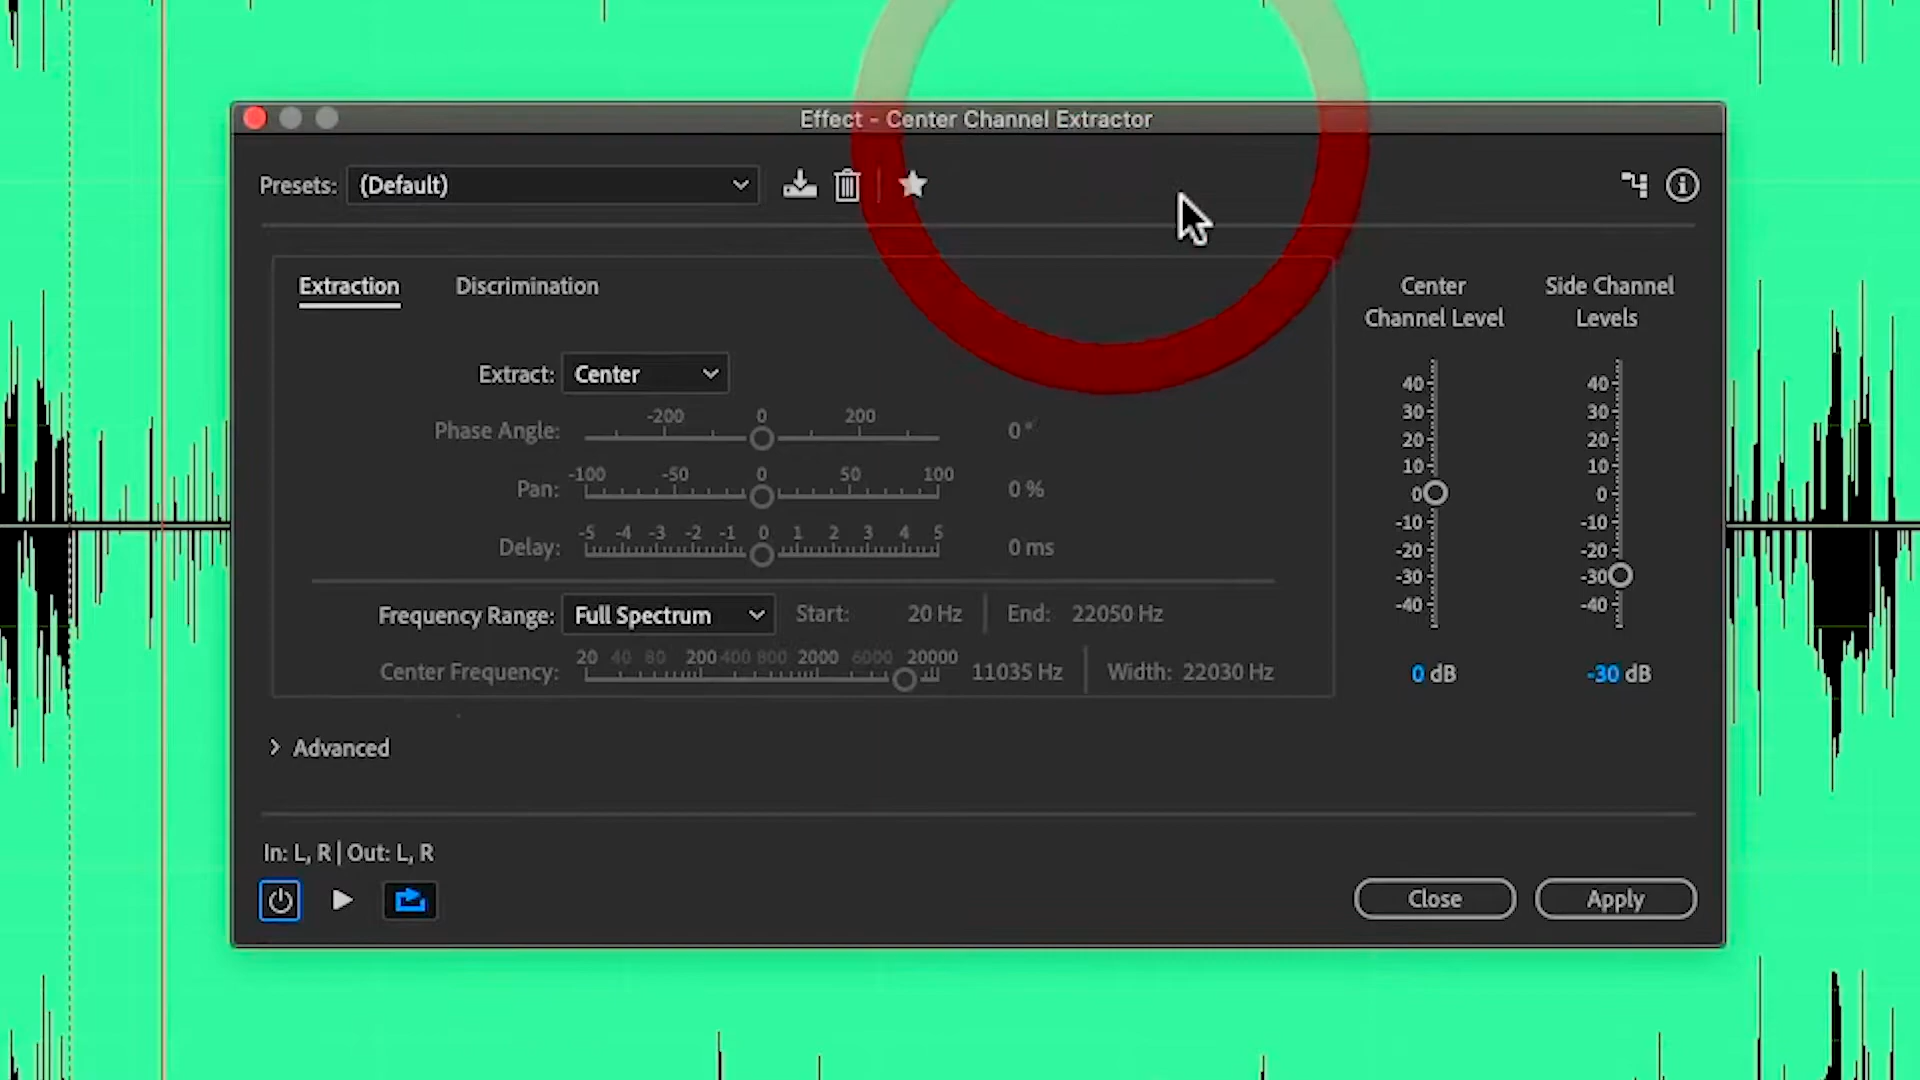 Effect - Center Channel Extractor
Presets: (Default)
Extraction Discrimination
Center Channel Level
Side Channel Levels
Extract: Center
-200 0 200
Phase Angle: 0 °
-100 -50 0 50 100
Pan: 0 %
-5 -4 -3 -2 -1 0 1 2 3 4 5
Delay: 0 ms
Frequency Range: Full Spectrum Start: 20 Hz End: 22050 Hz
20 40 80 200 400 800 2000 6000 20000
Center Frequency: 11035 Hz Width: 22030 Hz
40 40
30 30
20 20
10 10
0 0
-10 -10
-20 -20
-30 -30
-40 -40
0 dB -30 dB
Advanced
In: L, R | Out: L, R
Close Apply